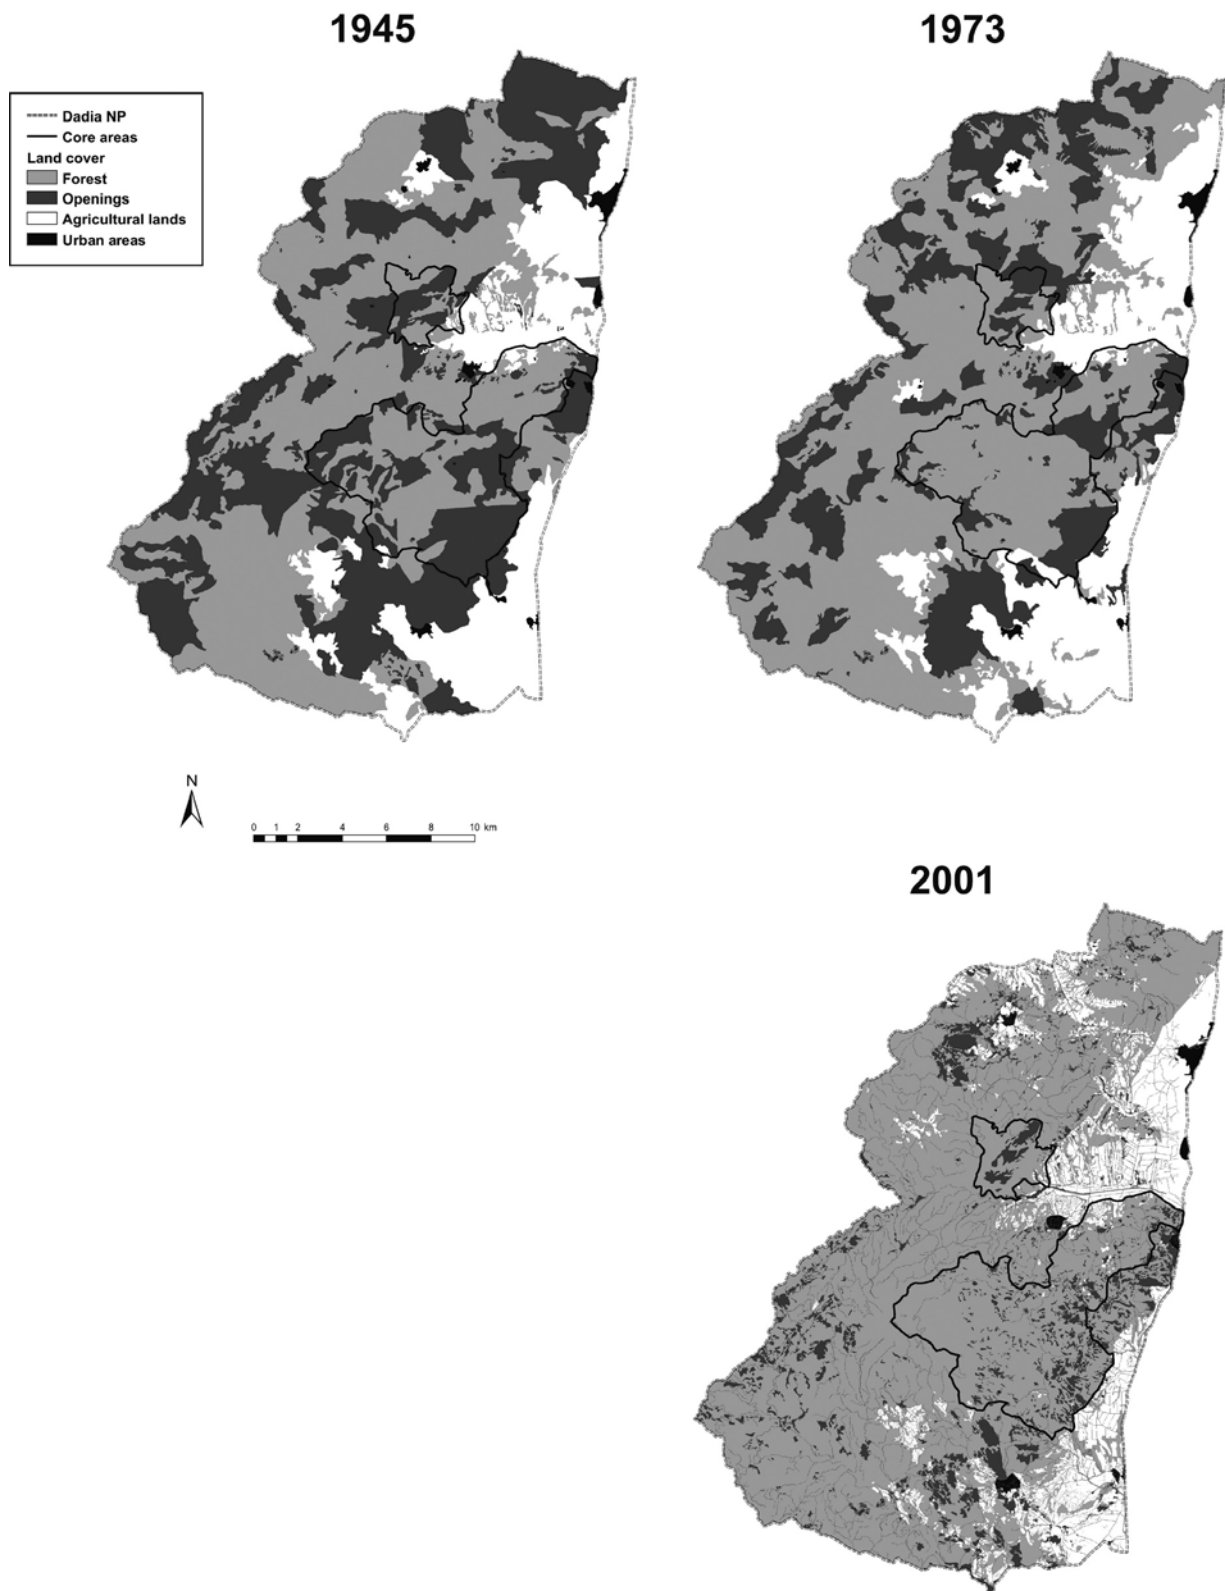 1945
1973
Dadia NP
Core areas
Land cover
Forest
Openings
Agricultural lands
Urban areas
N
0 1 2 4 6 8 10 km
2001